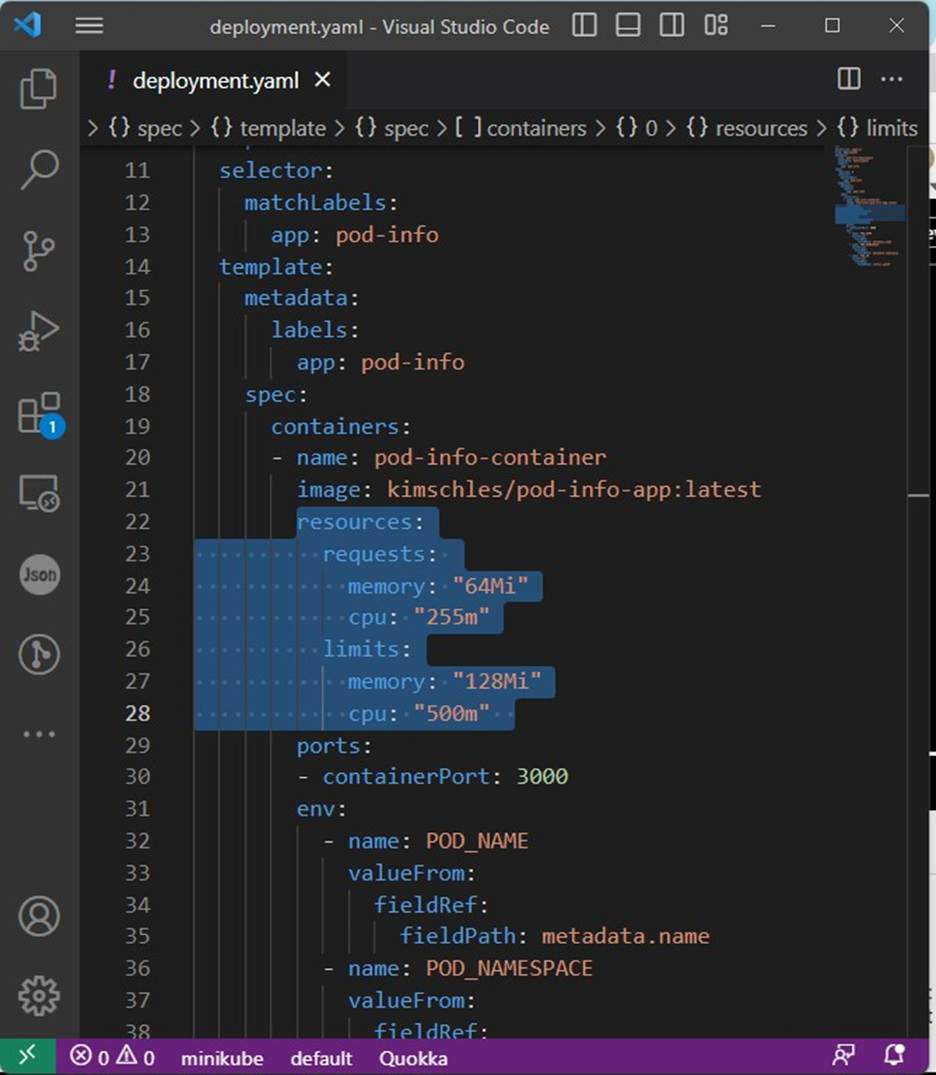 deployment.yaml - Visual Studio Code
! deployment.yaml ×
> {} spec > {} template > {} spec > [ ] containers > {} 0 > {} resources > {} limits
11 selector:
12 matchLabels:
13 app: pod-info
14 template:
15 metadata:
16 labels:
17 app: pod-info
18 spec:
19 containers:
20 - name: pod-info-container
21 image: kimschles/pod-info-app:latest
22 resources:
23 requests:
24 memory: "64Mi"
25 cpu: "255m"
26 limits:
27 memory: "128Mi"
28 cpu: "500m"
29 ports:
30 - containerPort: 3000
31 env:
32 - name: POD_NAME
33 valueFrom:
34 fieldRef:
35 fieldPath: metadata.name
36 - name: POD_NAMESPACE
37 valueFrom:
38 fieldRef:
1
Json
0 0 minikube default Quokka